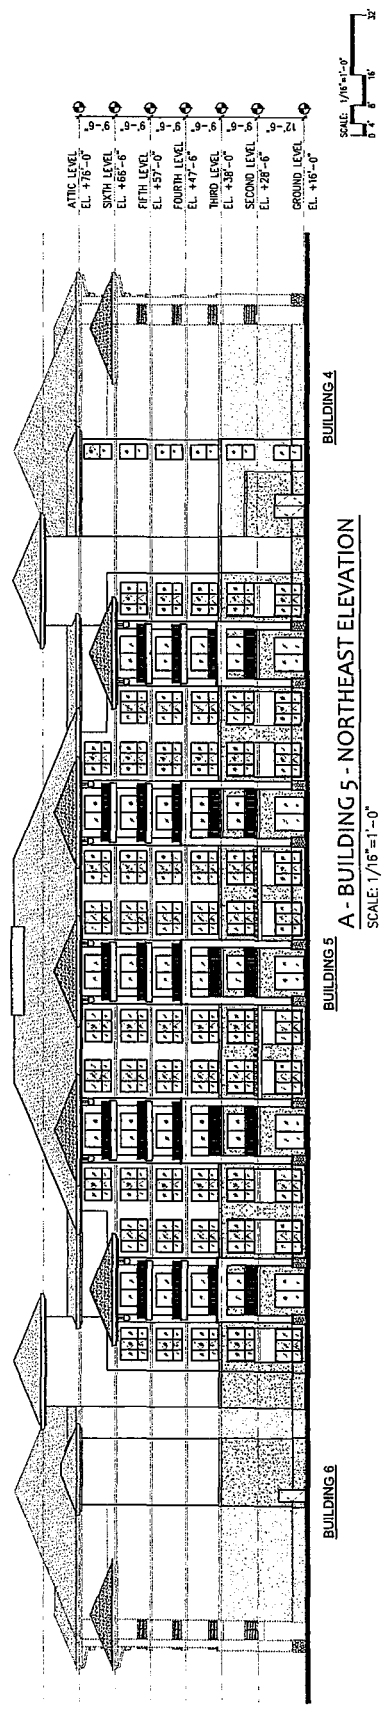 ATTIC LEVEL
EL. +76'-0"
9'-6"
SIXTH LEVEL
EL. +66'-6"
9'-6"
FIFTH LEVEL
EL. +57'-0"
9'-6"
FOURTH LEVEL
EL. +47'-6"
9'-6"
THIRD LEVEL
EL. +38'-0"
9'-6"
SECOND LEVEL
EL. +28'-6"
12'-6"
GROUND LEVEL
EL. +16'-0"
BUILDING 6
BUILDING 5
BUILDING 4
A - BUILDING 5 - NORTHEAST ELEVATION
SCALE: 1/16"=1'-0"
SCALE: 1/16"=1'-0"
0 4' 8' 16' 32'